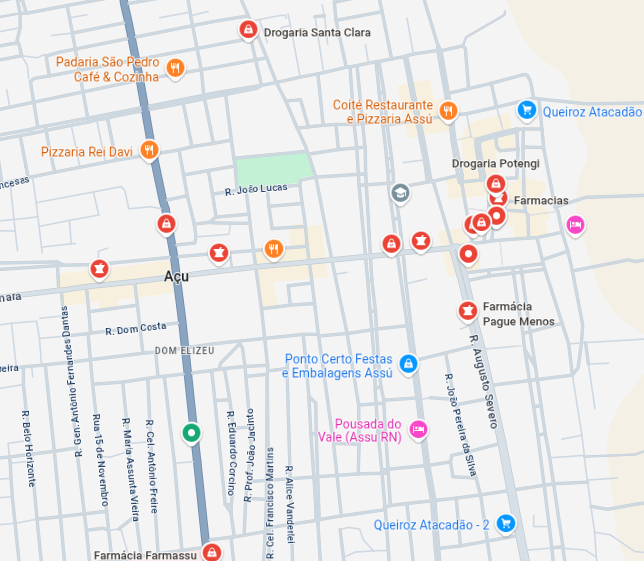 Drogaria Santa Clara
Padaria São Pedro
Café & Cozinha
Coité Restaurante
e Pizzaria Assú
Queiroz Atacadão
Pizzaria Rei Davi
Drogaria Potengi
ncesas
R. João Lucas
Farmacias
Açu
Farmácia
Pague Menos
R. Dom Costa
DOM ELIZEU
Ponto Certo Festas
e Embalagens Assú
eira
R. Gen. Antônio Fernandes Dantas
R. Augusto Severo
R. João Pereira da Silva
R. Belo Horizonte
Rua 15 de Novembro
R. Maria Assunta Vieira
R. Cel. Antônio Freire
R. Eduardo Corcino
R. Prof. João Jacinto
R. Cel. Francisco Martins
R. Alice Vanderlei
Pousada do
Vale (Assu RN)
Queiroz Atacadão - 2
Farmácia Farmassu